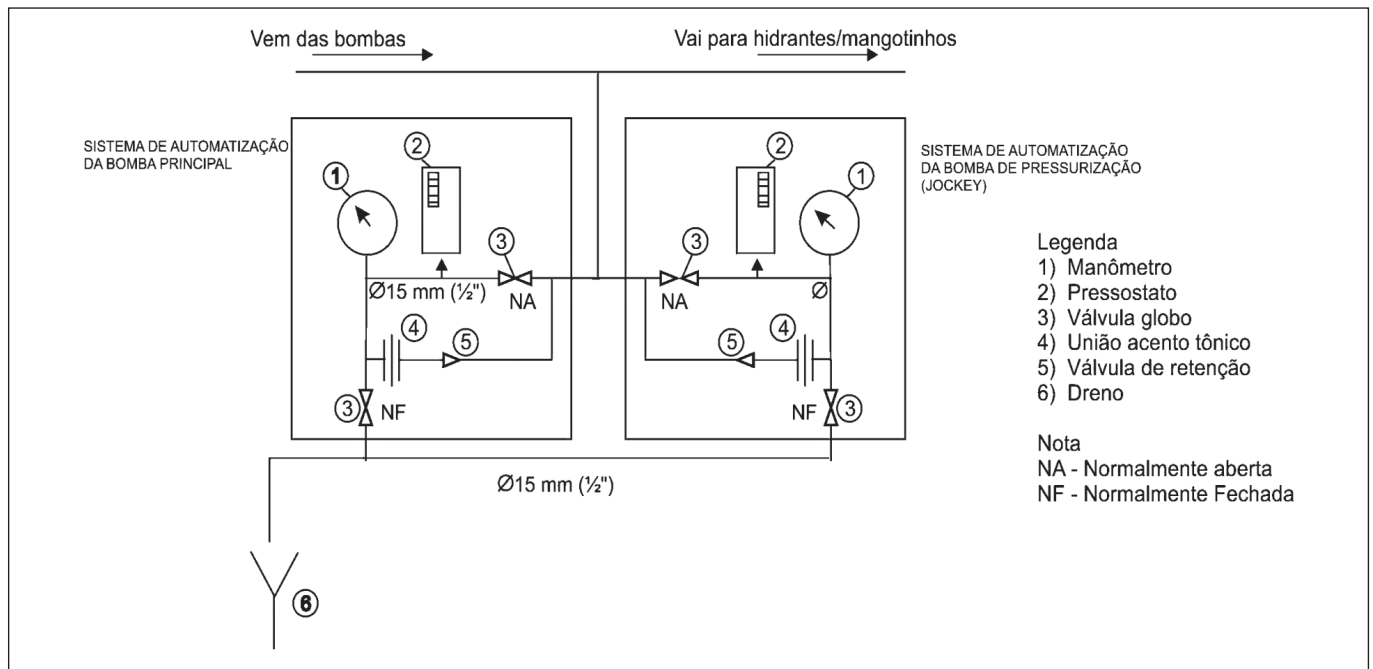 Vem das bombas
Vai para hidrantes/mangotinhos
SISTEMA DE AUTOMATIZAÇÃO
DA BOMBA PRINCIPAL
2
1
3
Ø15 mm (½")
NA
4
5
3
NF
2
1
3
NA
Ø
5
4
NF
3
SISTEMA DE AUTOMATIZAÇÃO
DA BOMBA DE PRESSURIZAÇÃO
(JOCKEY)
Ø15 mm (½")
6
Legenda
1) Manômetro
2) Pressostato
3) Válvula globo
4) União acento tônico
5) Válvula de retenção
6) Dreno
Nota
NA - Normalmente aberta
NF - Normalmente Fechada